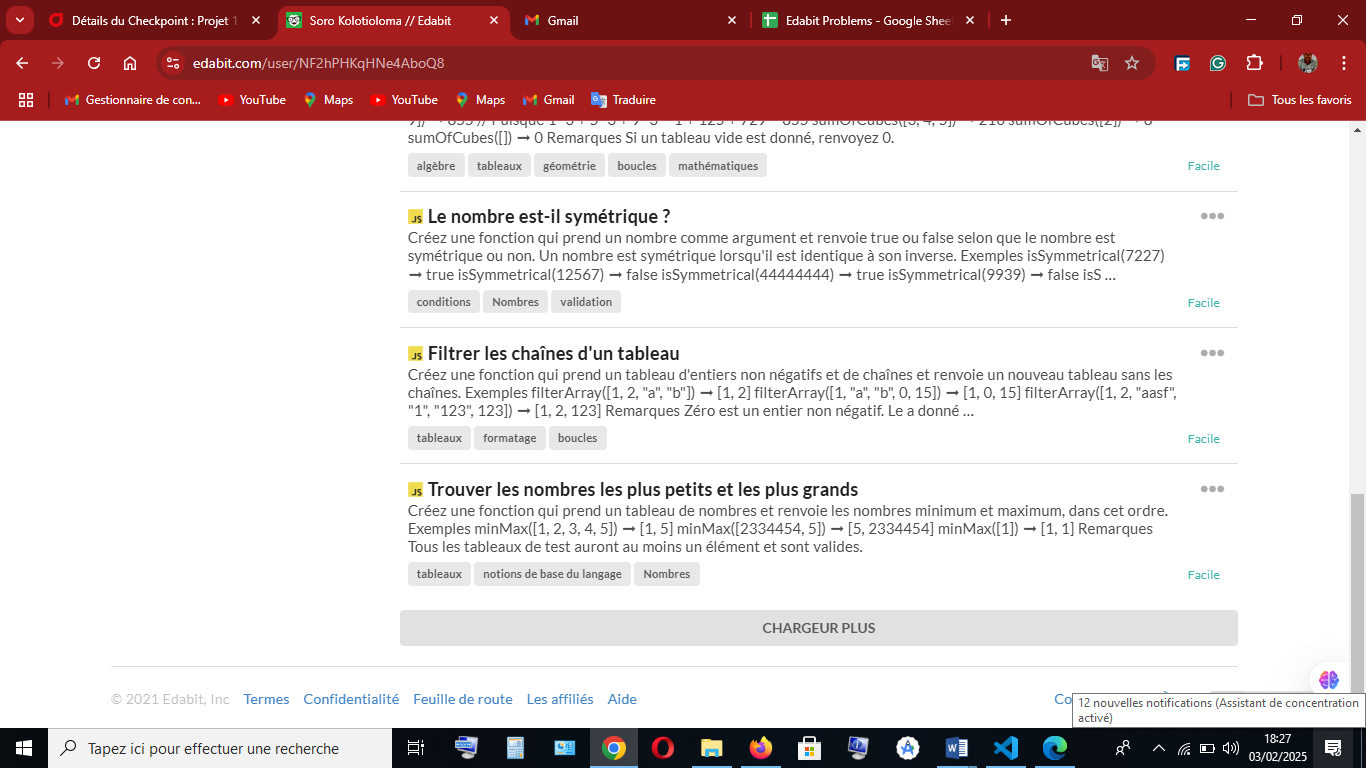 Détails du Checkpoint : Projet 1
Soro Kolotioloma // Edabit
Gmail
Edabit Problems - Google Shee
edabit.com/user/NF2hPHKqHNe4AboQ8
Gestionnaire de con...
YouTube
Maps
YouTube
Maps
Gmail
Traduire
Tous les favoris
sumOfCubes([]) ➞ 0 Remarques Si un tableau vide est donné, renvoyez 0.
algèbre
tableaux
géométrie
boucles
mathématiques
Facile
JS Le nombre est-il symétrique ?
Créez une fonction qui prend un nombre comme argument et renvoie true ou false selon que le nombre est
symétrique ou non. Un nombre est symétrique lorsqu'il est identique à son inverse. Exemples isSymmetrical(7227)
➞ true isSymmetrical(12567) ➞ false isSymmetrical(44444444) ➞ true isSymmetrical(9939) ➞ false isS ...
conditions
Nombres
validation
Facile
JS Filtrer les chaînes d'un tableau
Créez une fonction qui prend un tableau d'entiers non négatifs et de chaînes et renvoie un nouveau tableau sans les
chaînes. Exemples filterArray([1, 2, "a", "b"]) ➞ [1, 2] filterArray([1, "a", "b", 0, 15]) ➞ [1, 0, 15] filterArray([1, 2, "aasf",
"1", "123", 123]) ➞ [1, 2, 123] Remarques Zéro est un entier non négatif. Le a donné ...
tableaux
formatage
boucles
Facile
JS Trouver les nombres les plus petits et les plus grands
Créez une fonction qui prend un tableau de nombres et renvoie les nombres minimum et maximum, dans cet ordre.
Exemples minMax([1, 2, 3, 4, 5]) ➞ [1, 5] minMax([2334454, 5]) ➞ [5, 2334454] minMax([1]) ➞ [1, 1] Remarques
Tous les tableaux de test auront au moins un élément et sont valides.
tableaux
notions de base du langage
Nombres
Facile
CHARGEUR PLUS
© 2021 Edabit, Inc
Termes
Confidentialité
Feuille de route
Les affiliés
Aide
Co
12 nouvelles notifications (Assistant de concentration
activé)
Tapez ici pour effectuer une recherche
18:27
03/02/2025